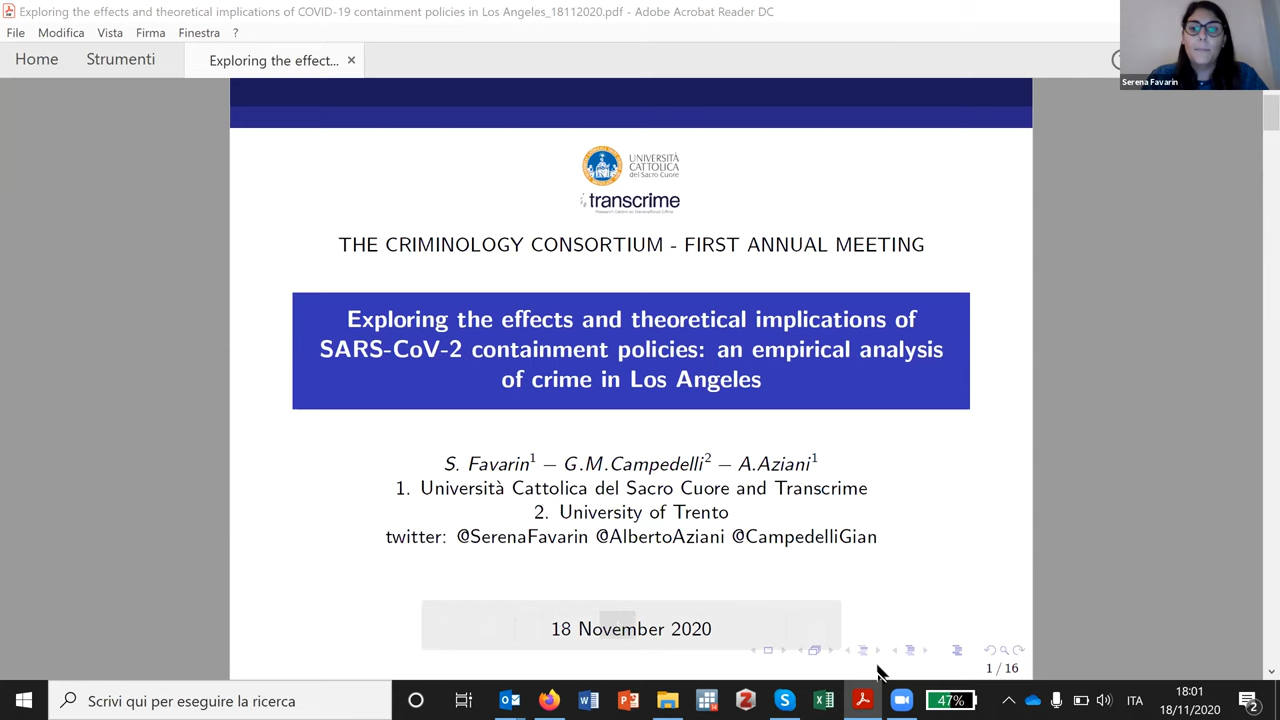 Exploring the effects and theoretical implications of COVID-19 containment policies in Los Angeles_18112020.pdf - Adobe Acrobat Reader DC
File Modifica Vista Firma Finestra ?
Home Strumenti Exploring the effect... ×
Serena Favarin
UNIVERSITÀ
CATTOLICA
del Sacro Cuore
transcrime
THE CRIMINOLOGY CONSORTIUM - FIRST ANNUAL MEETING
Exploring the effects and theoretical implications of
SARS-CoV-2 containment policies: an empirical analysis
of crime in Los Angeles
S. Favarin¹ – G.M.Campedelli² – A.Aziani¹
1. Università Cattolica del Sacro Cuore and Transcrime
2. University of Trento
twitter: @SerenaFavarin @AlbertoAziani @CampedelliGian
18 November 2020
1 / 16
Scrivi qui per eseguire la ricerca
47%
ITA
18:01
18/11/2020
2